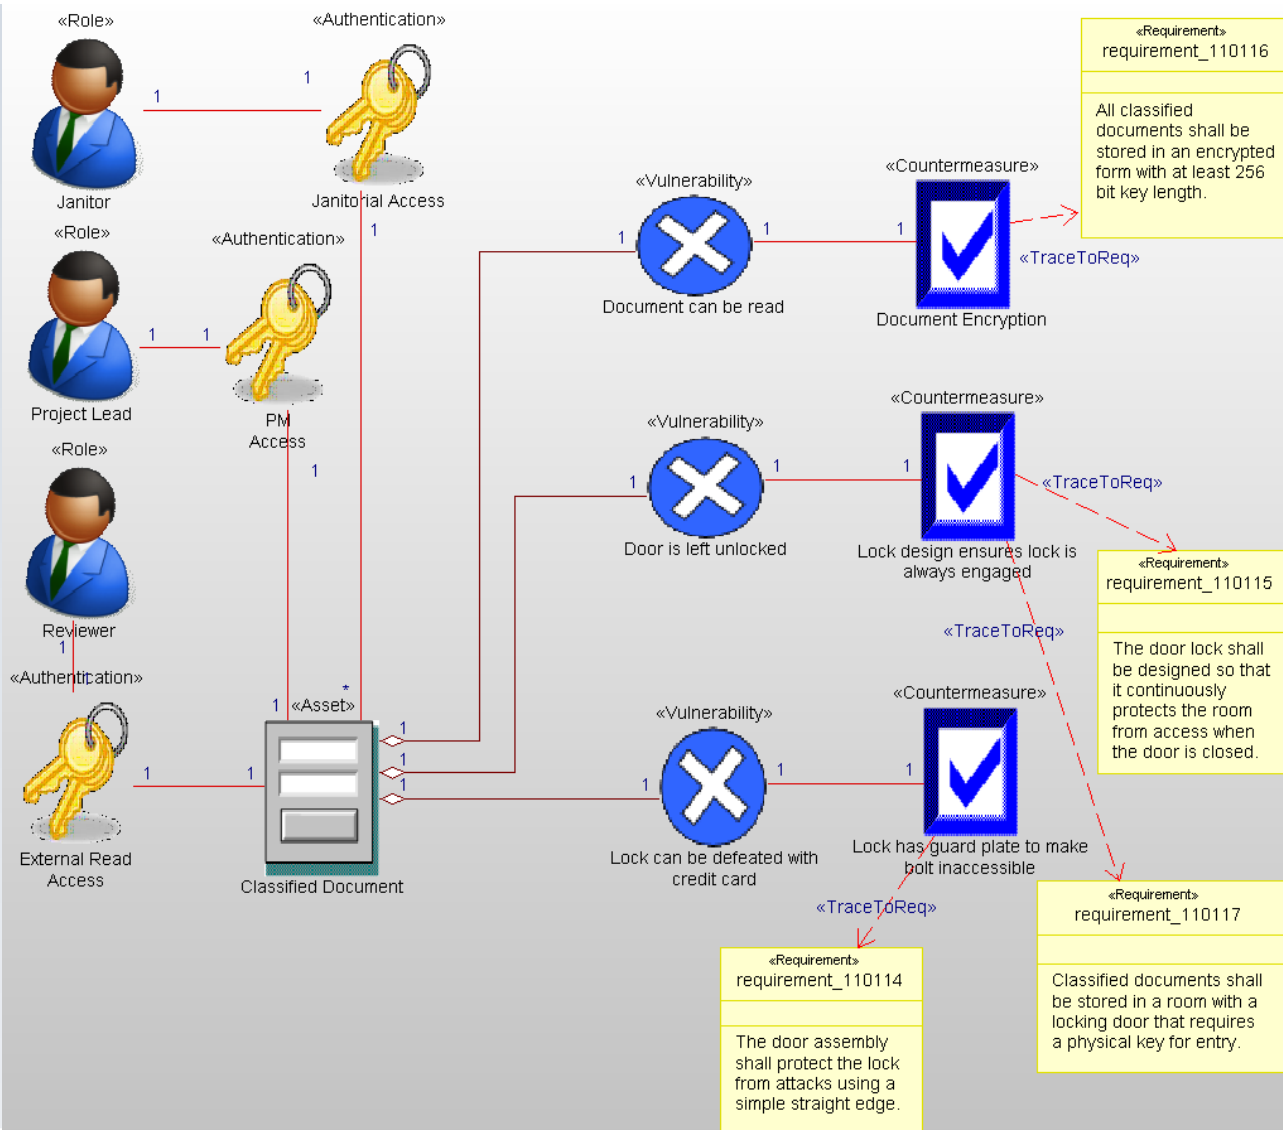 «Role»
«Authentication»
1
1
Janitor
Janitorial Access
1
«Role»
«Authentication»
1
1
Project Lead
PM
Access
1
«Role»
Reviewer
1
1
«Authentication»
External Read
Access
1
1
1
*
«Asset»
Classified Document
1
1
1
«Vulnerability»
1
1
Document can be read
«Countermeasure»
1
Document Encryption
«TraceToReq»
«Requirement»
requirement_110116
All classified
documents shall be
stored in an encrypted
form with at least 256
bit key length.
«Vulnerability»
1
1
Door is left unlocked
«Countermeasure»
1
Lock design ensures lock is
always engaged
«TraceToReq»
«TraceToReq»
«Requirement»
requirement_110115
The door lock shall
be designed so that
it continuously
protects the room
from access when
the door is closed.
«Vulnerability»
1
1
Lock can be defeated with
credit card
«Countermeasure»
1
Lock has guard plate to make
bolt inaccessible
«TraceToReq»
«Requirement»
requirement_110117
Classified documents shall
be stored in a room with a
locking door that requires
a physical key for entry.
«Requirement»
requirement_110114
The door assembly
shall protect the lock
from attacks using a
simple straight edge.